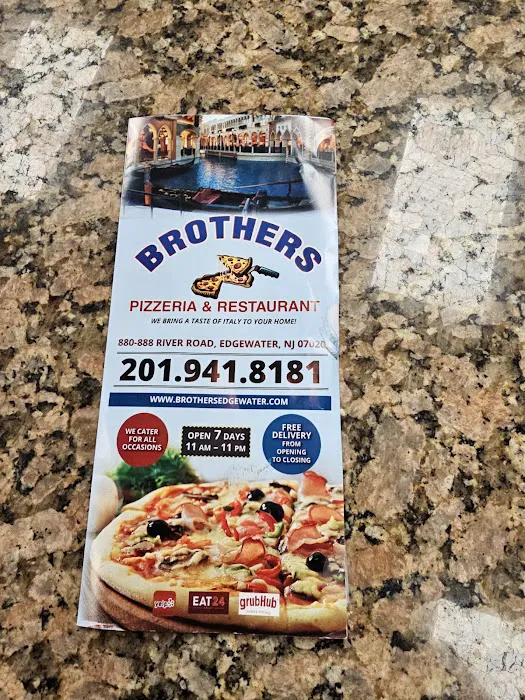 BROTHERS
PIZZERIA & RESTAURANT
WE BRING A TASTE OF ITALY TO YOUR HOME!
880-888 RIVER ROAD, EDGEWATER, NJ 07020
201.941.8181
WWW.BROTHERSEDGEWATER.COM
WE CATER
FOR ALL
OCCASIONS
OPEN 7 DAYS
11 AM – 11 PM
FREE
DELIVERY
FROM
OPENING
TO CLOSING
EAT24
grubHub